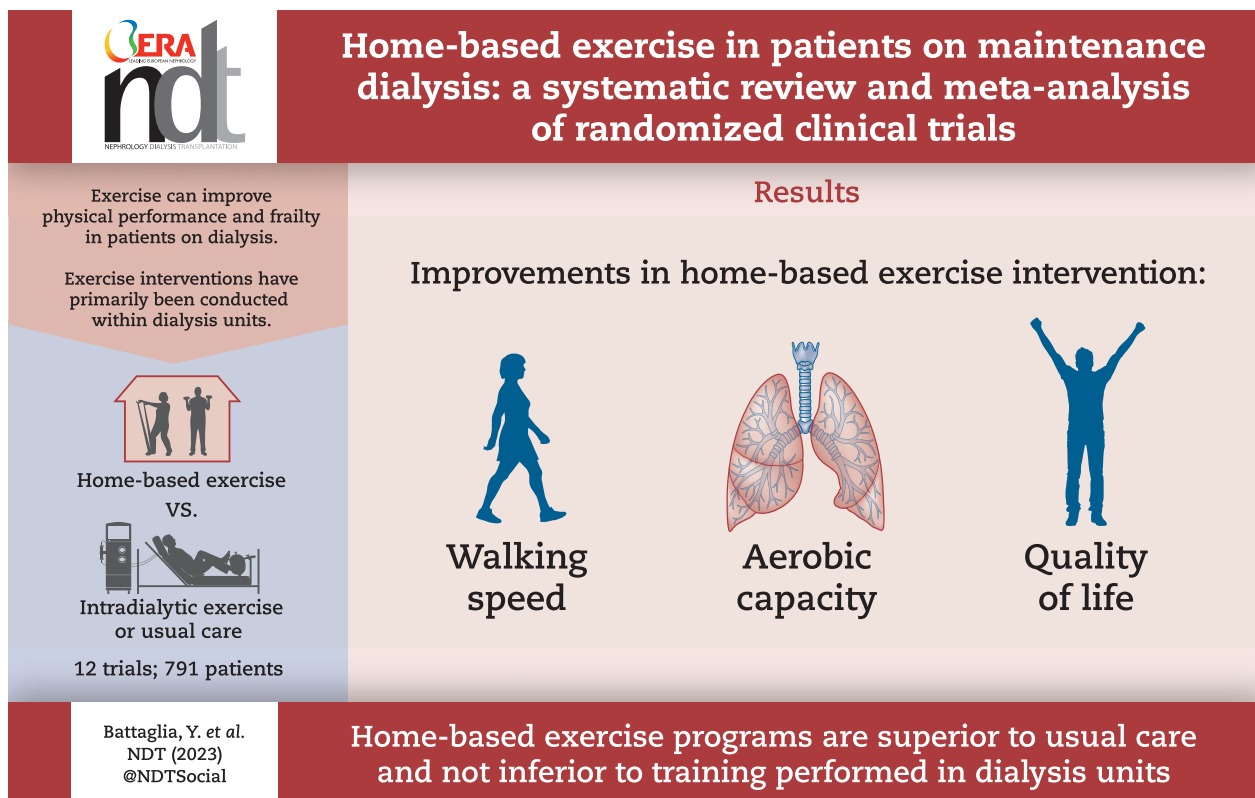 3ERA
LEADING EUROPEAN NEPHROLOGY
ndt
NEPHROLOGY DIALYSIS TRANSPLANTATION
Home-based exercise in patients on maintenance
dialysis: a systematic review and meta-analysis
of randomized clinical trials
Exercise can improve
physical performance and frailty
in patients on dialysis.
Exercise interventions have
primarily been conducted
within dialysis units.
Home-based exercise
VS.
Intradialytic exercise
or usual care
12 trials; 791 patients
Results
Improvements in home-based exercise intervention:
Walking
speed
Aerobic
capacity
Quality
of life
Battaglia, Y. et al.
NDT (2023)
@NDTSocial
Home-based exercise programs are superior to usual care
and not inferior to training performed in dialysis units